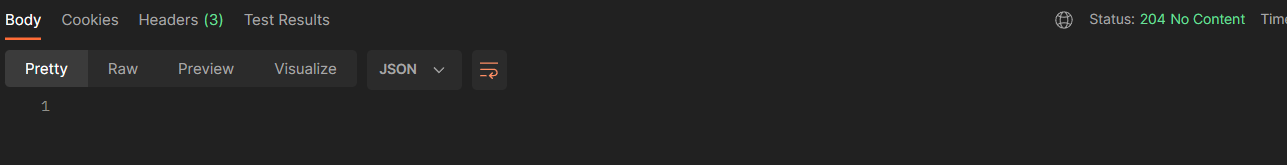 Body Cookies Headers (3) Test Results Status: 204 No Content
Pretty Raw Preview Visualize JSON
1